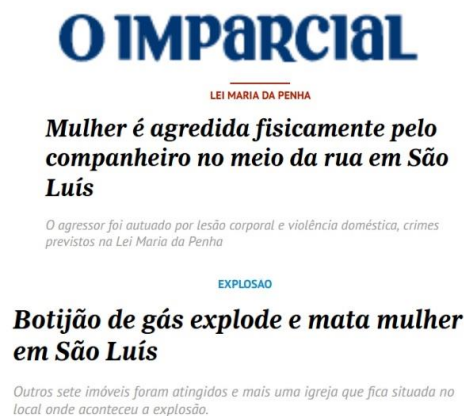 O IMParcial
LEI MARIA DA PENHA
Mulher é agredida fisicamente pelo
companheiro no meio da rua em São
Luís
O agressor foi autuado por lesão corporal e violência doméstica, crimes
previstos na Lei Maria da Penha
EXPLOSÃO
Botijão de gás explode e mata mulher
em São Luís
Outros sete imóveis foram atingidos e mais uma igreja que fica situada no
local onde aconteceu a explosão.